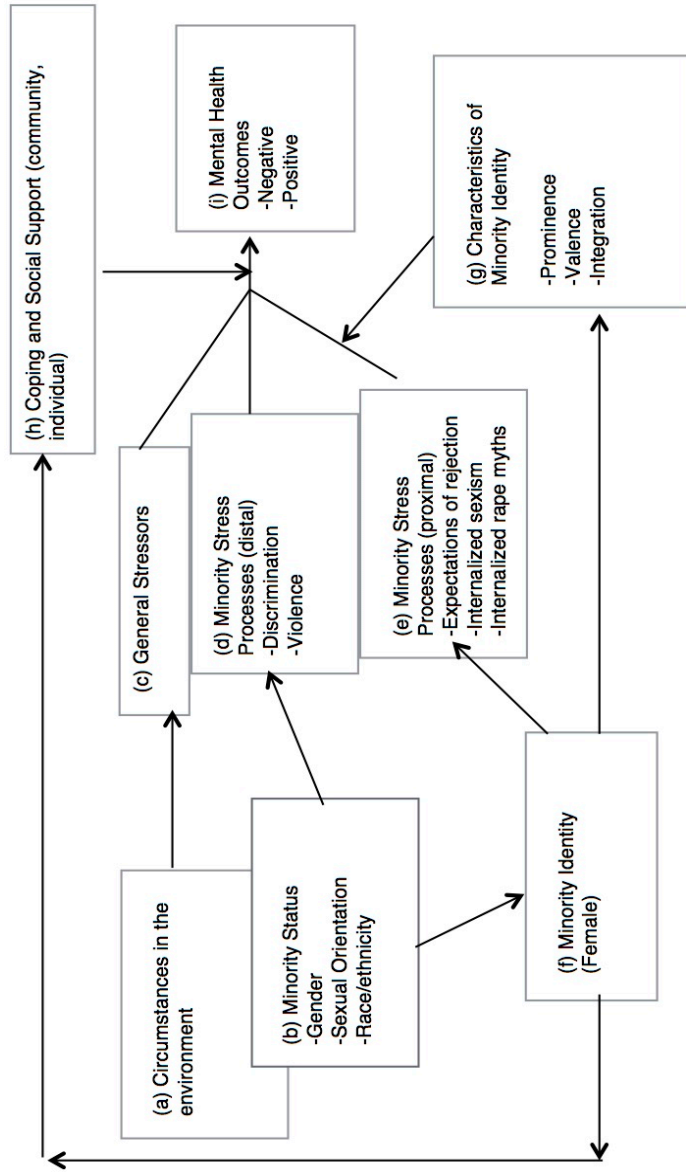 (a) Circumstances in the
environment
(b) Minority Status
-Gender
-Sexual Orientation
-Race/ethnicity
(c) General Stressors
(d) Minority Stress
Processes (distal)
-Discrimination
-Violence
(e) Minority Stress
Processes (proximal)
-Expectations of rejection
-Internalized sexism
-Internalized rape myths
(f) Minority Identity
(Female)
(g) Characteristics of
Minority Identity
-Prominence
-Valence
-Integration
(h) Coping and Social Support (community,
individual)
(i) Mental Health
Outcomes
-Negative
-Positive